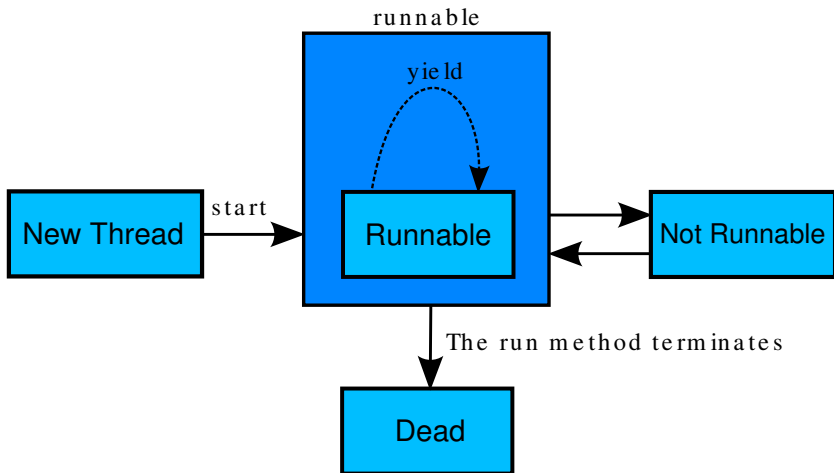 runnable
yield
New Thread
start
Runnable
Not Runnable
The run method terminates
Dead